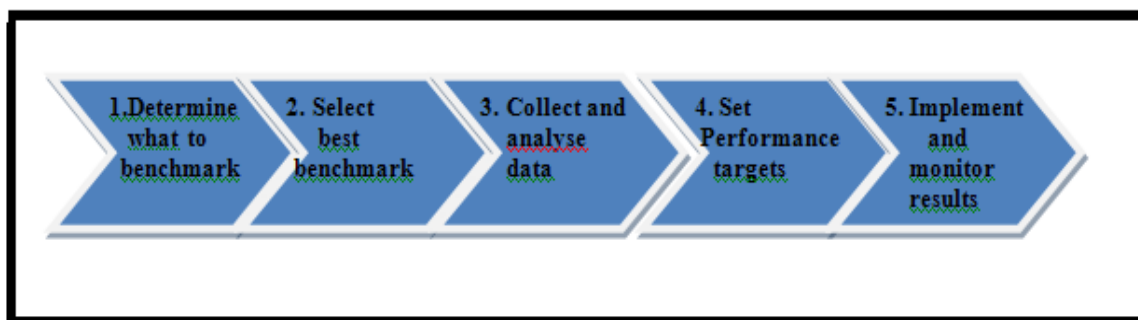 1.Determine
what to
benchmark
2. Select
best
benchmark
3. Collect and
analyse
data
4. Set
Performance
targets
5. Implement
and
monitor
results